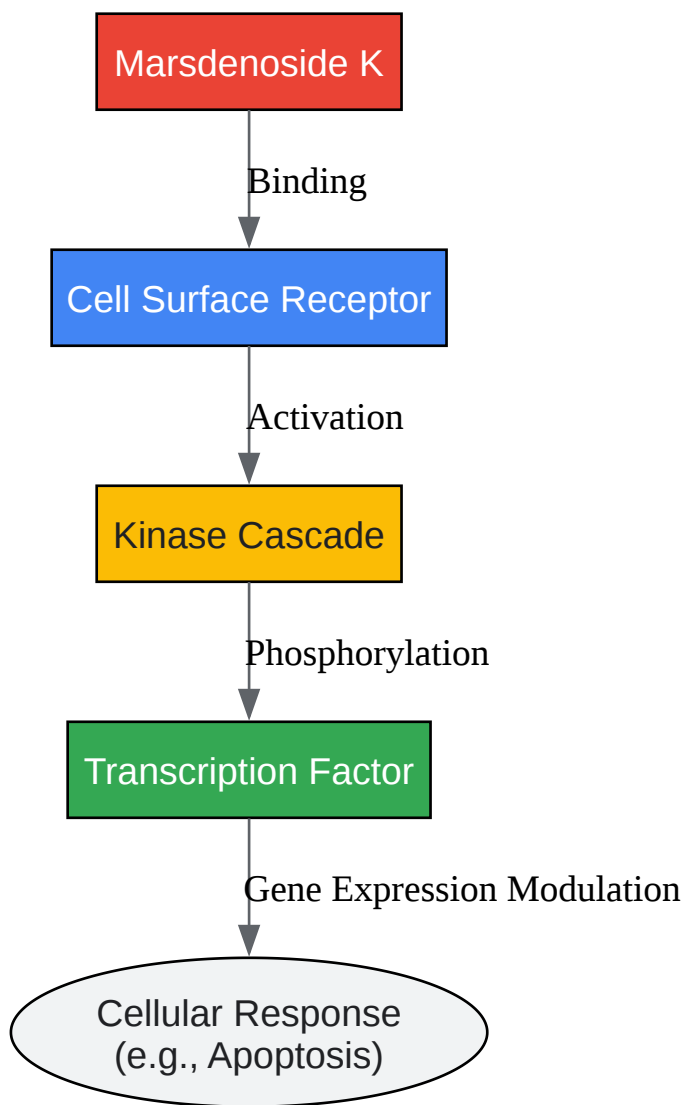 Marsdenoside K
Binding
Cell Surface Receptor
Activation
Kinase Cascade
Phosphorylation
Transcription Factor
Gene Expression Modulation
Cellular Response
(e.g., Apoptosis)